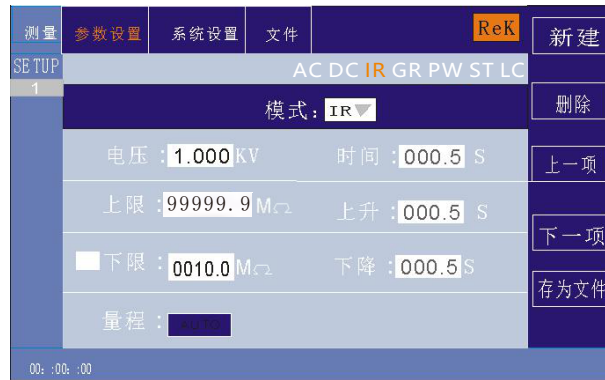 测量 参数设置 系统设置 文件 ReK 新建
SETUP AC DC IR GR PW ST LC
1
模式：IR 删除
电压：1.000 KV 时间：000.5 S 上一项
上限：99999.9 MΩ 上升：000.5 S
下一项
下限：0010.0 MΩ 下降：000.5 S
存为文件
量程：AUTO
00：:00：:00